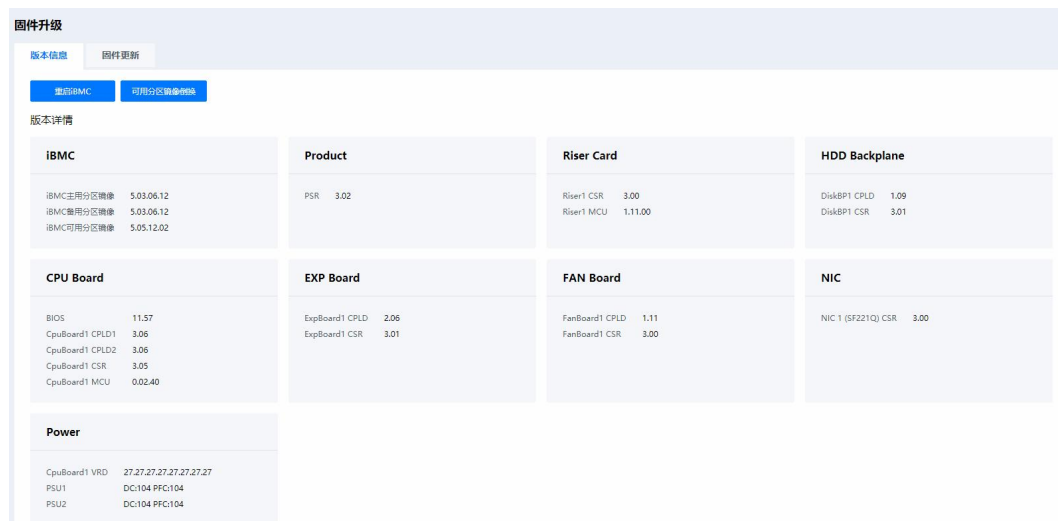 固件升级
版本信息 固件更新
重启iBMC 可用分区镜像倒换
版本详情
iBMC
iBMC主用分区镜像 5.03.06.12
iBMC备用分区镜像 5.03.06.12
iBMC可用分区镜像 5.05.12.02
Product
PSR 3.02
Riser Card
Riser1 CSR 3.00
Riser1 MCU 1.11.00
HDD Backplane
DiskBP1 CPLD 1.09
DiskBP1 CSR 3.01
CPU Board
BIOS 11.57
CpuBoard1 CPLD1 3.06
CpuBoard1 CPLD2 3.06
CpuBoard1 CSR 3.05
CpuBoard1 MCU 0.02.40
EXP Board
ExpBoard1 CPLD 2.06
ExpBoard1 CSR 3.01
FAN Board
FanBoard1 CPLD 1.11
FanBoard1 CSR 3.00
NIC
NIC 1 (SF221Q) CSR 3.00
Power
CpuBoard1 VRD 27.27.27.27.27.27.27.27
PSU1 DC:104 PFC:104
PSU2 DC:104 PFC:104